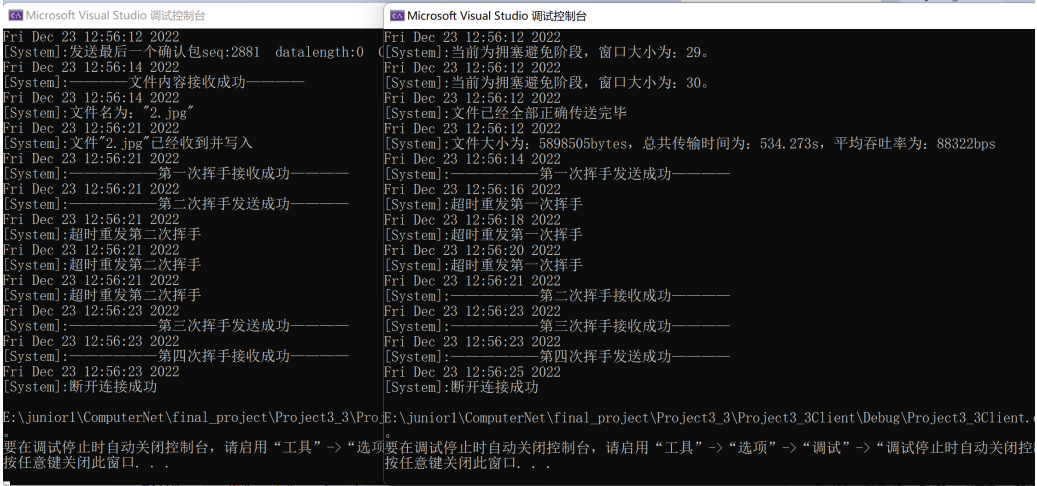 Microsoft Visual Studio 调试控制台
Fri Dec 23 12:56:12 2022
[System]:发送最后一个确认包seq:2881 datalength:0
Fri Dec 23 12:56:14 2022
[System]:—————文件内容接收成功—————
Fri Dec 23 12:56:14 2022
[System]:文件名为："2.jpg"
Fri Dec 23 12:56:21 2022
[System]:文件"2.jpg"已经收到并写入
Fri Dec 23 12:56:21 2022
[System]:——————第一次挥手接收成功————
Fri Dec 23 12:56:21 2022
[System]:——————第二次挥手发送成功————
Fri Dec 23 12:56:21 2022
[System]:超时重发第二次挥手
Fri Dec 23 12:56:21 2022
[System]:超时重发第二次挥手
Fri Dec 23 12:56:21 2022
[System]:超时重发第二次挥手
Fri Dec 23 12:56:23 2022
[System]:——————第三次挥手发送成功————
Fri Dec 23 12:56:23 2022
[System]:——————第四次挥手接收成功————
Fri Dec 23 12:56:23 2022
[System]:断开连接成功
E:\junior1\ComputerNet\final_project\Project3_3\Proj
。
要在调试停止时自动关闭控制台，请启用“工具”->“选项
按任意键关闭此窗口. . .
Microsoft Visual Studio 调试控制台
Fri Dec 23 12:56:12 2022
[System]:当前为拥塞避免阶段，窗口大小为：29。
Fri Dec 23 12:56:12 2022
[System]:当前为拥塞避免阶段，窗口大小为：30。
Fri Dec 23 12:56:12 2022
[System]:文件已经全部正确传送完毕
Fri Dec 23 12:56:12 2022
[System]:文件大小为：5898505bytes，总共传输时间为：534.273s，平均吞吐率为：88322bps
Fri Dec 23 12:56:14 2022
[System]:——————第一次挥手发送成功————
Fri Dec 23 12:56:16 2022
[System]:超时重发第一次挥手
Fri Dec 23 12:56:18 2022
[System]:超时重发第一次挥手
Fri Dec 23 12:56:20 2022
[System]:超时重发第一次挥手
Fri Dec 23 12:56:21 2022
[System]:——————第二次挥手接收成功————
Fri Dec 23 12:56:23 2022
[System]:——————第三次挥手接收成功————
Fri Dec 23 12:56:23 2022
[System]:——————第四次挥手发送成功————
Fri Dec 23 12:56:25 2022
[System]:断开连接成功
E:\junior1\ComputerNet\final_project\Project3_3\Project3_3Client\Debug\Project3_3Client.
。
要在调试停止时自动关闭控制台，请启用“工具”->“选项”->“调试”->“调试停止时自动关闭控
按任意键关闭此窗口. . .